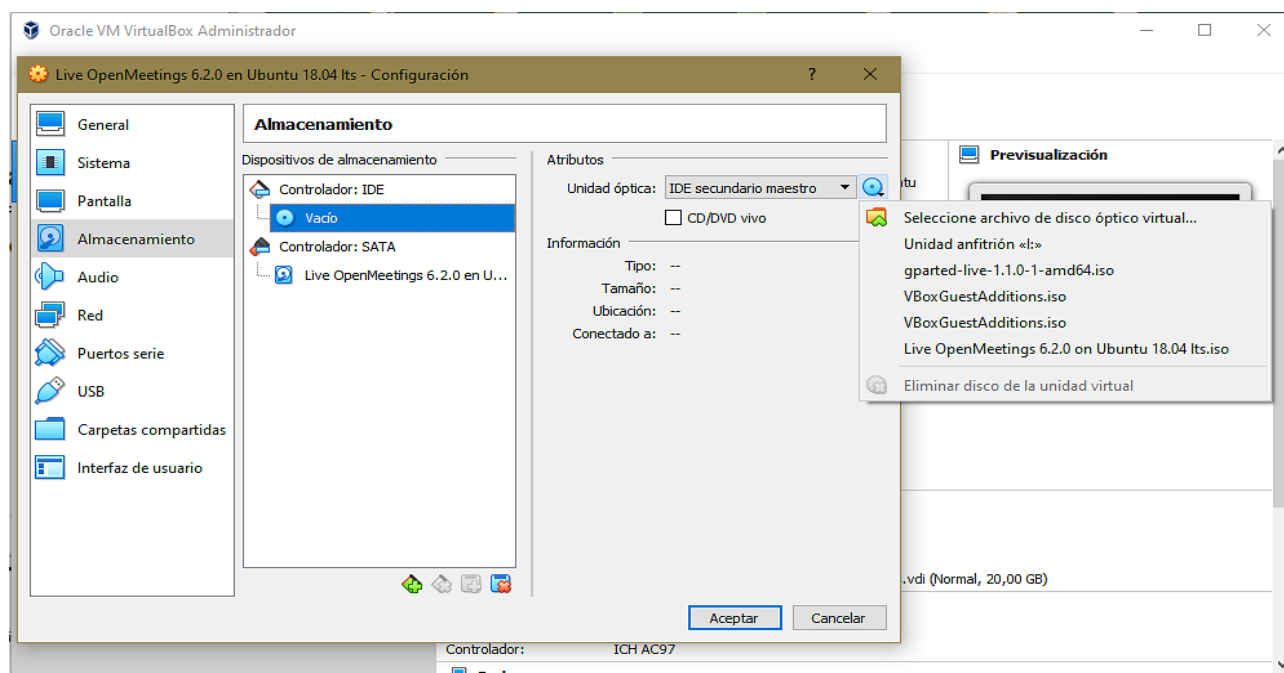 Oracle VM VirtualBox Administrador
Live OpenMeetings 6.2.0 en Ubuntu 18.04 lts - Configuración
?
General
Sistema
Pantalla
Almacenamiento
Audio
Red
Puertos serie
USB
Carpetas compartidas
Interfaz de usuario
Almacenamiento
Dispositivos de almacenamiento
Controlador: IDE
Vacío
Controlador: SATA
Live OpenMeetings 6.2.0 en U...
Atributos
Unidad óptica: IDE secundario maestro
CD/DVD vivo
Información
Tipo: --
Tamaño: --
Ubicación: --
Conectado a: --
Previsualización
Seleccione archivo de disco óptico virtual...
Unidad anfitrión «I:»
gparted-live-1.1.0-1-amd64.iso
VBoxGuestAdditions.iso
VBoxGuestAdditions.iso
Live OpenMeetings 6.2.0 on Ubuntu 18.04 lts.iso
Eliminar disco de la unidad virtual
.vdi (Normal, 20,00 GB)
Aceptar
Cancelar
Controlador: ICH AC97